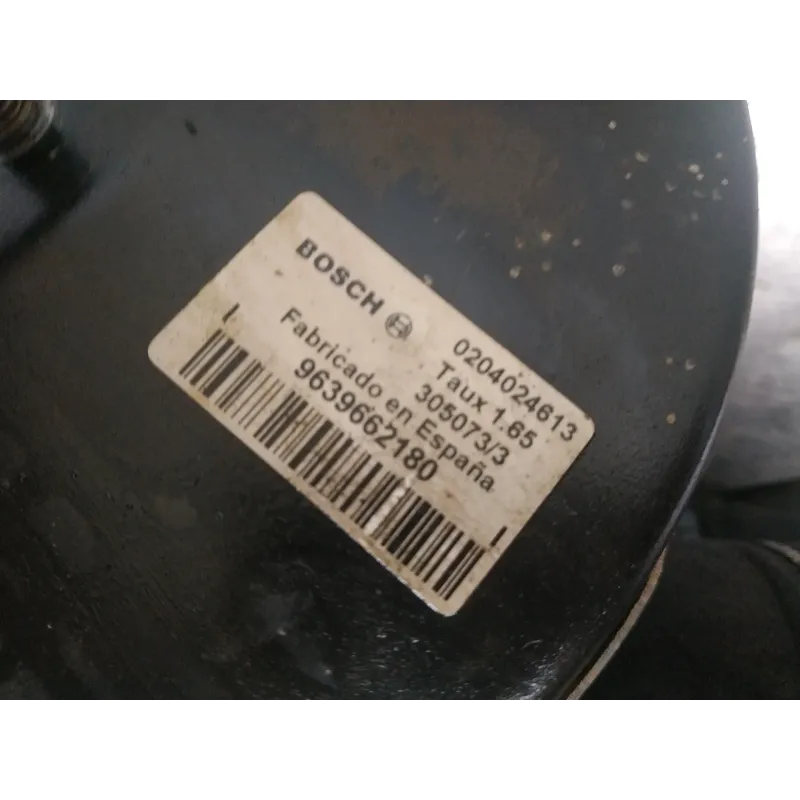 BOSCH
0204024613
Taux 1.65
305073/3
Fabricado en España
9639662180